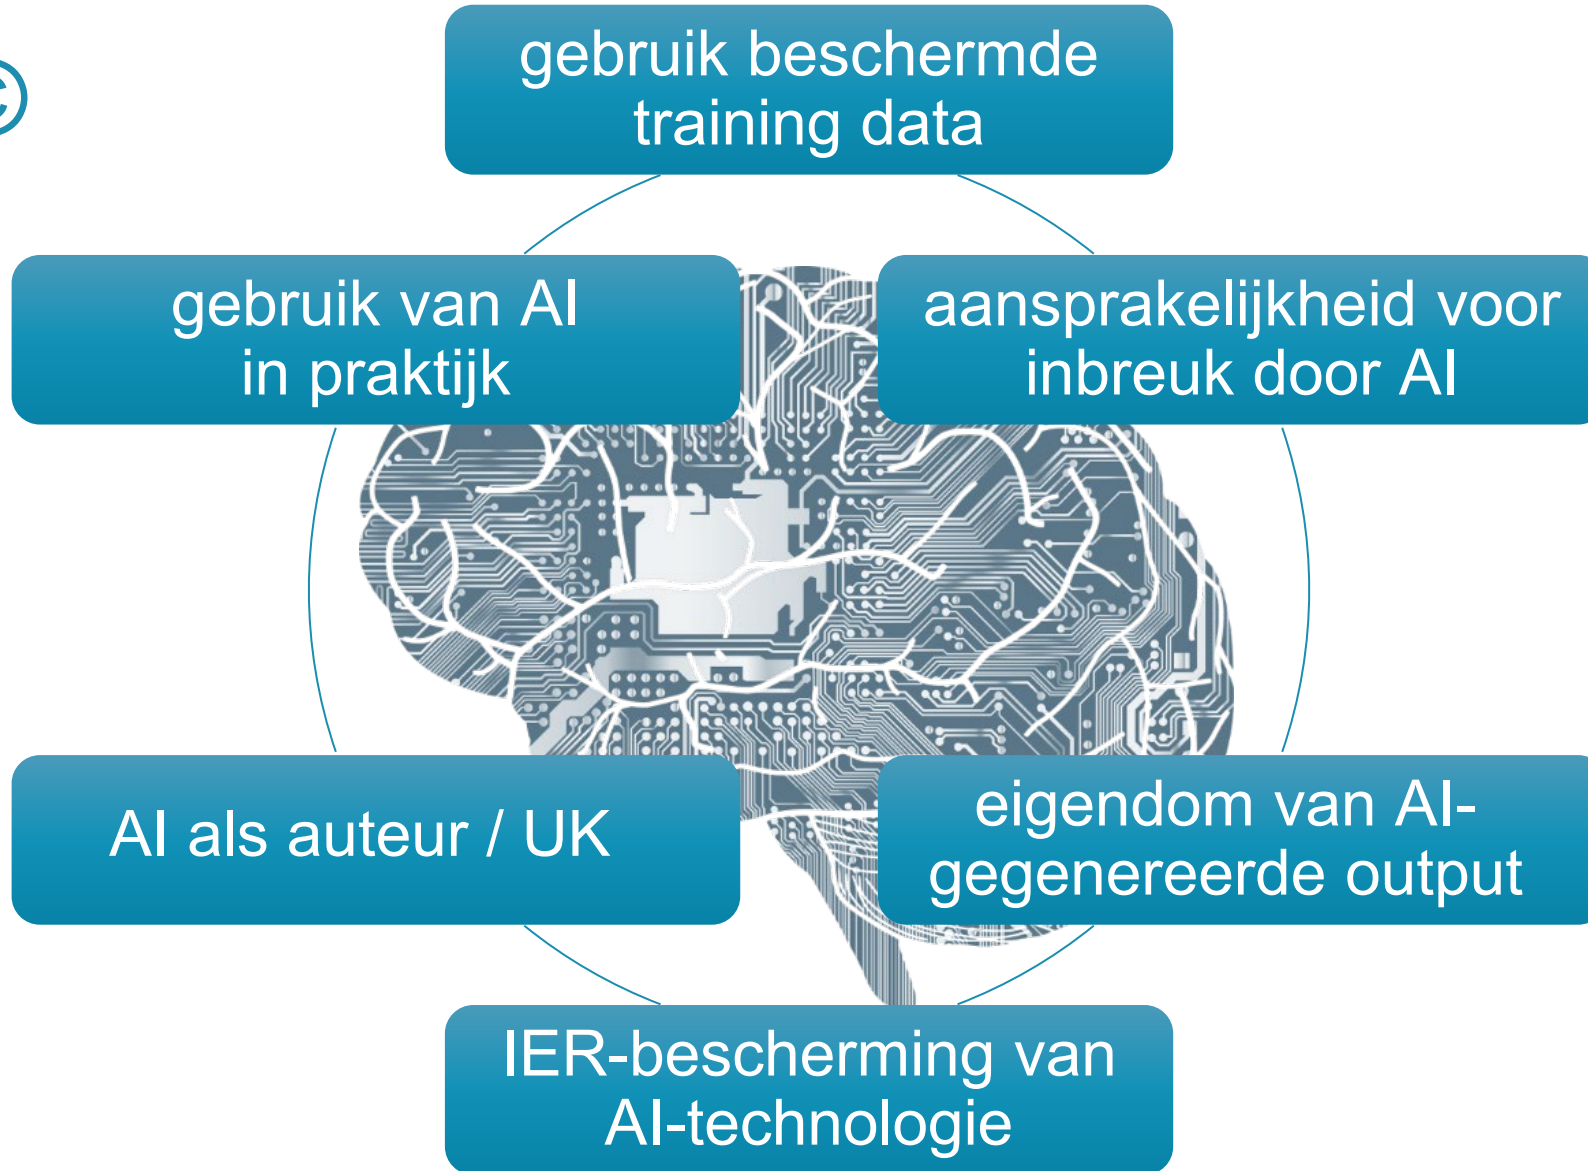 ©
gebruik beschermde
training data
gebruik van AI
in praktijk
aansprakelijkheid voor
inbreuk door AI
AI als auteur / UK
eigendom van AI-
gegenereerde output
IER-bescherming van
AI-technologie